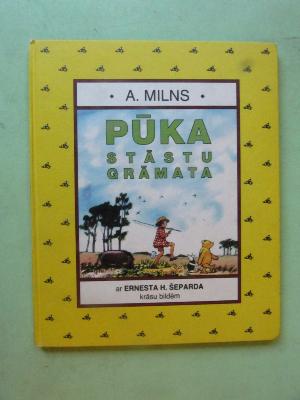 · A. MILNS ·
PŪKA
STĀSTU
GRĀMATA
ar ERNESTA H. ŠEPARDA
krāsu bildēm